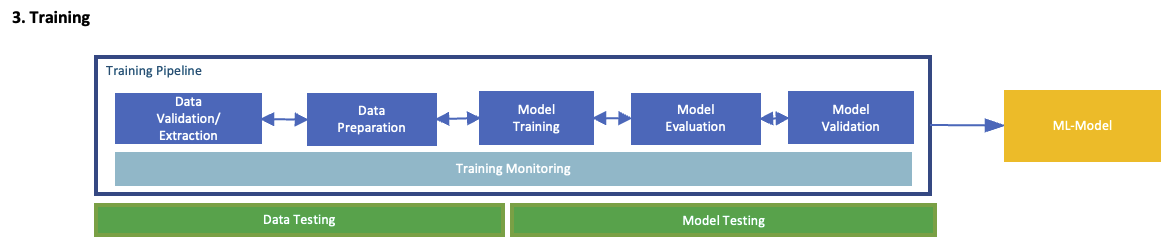 3. Training
Training Pipeline
Data
Validation/
Extraction
Data
Preparation
Model
Training
Model
Evaluation
Model
Validation
ML-Model
Training Monitoring
Data Testing
Model Testing